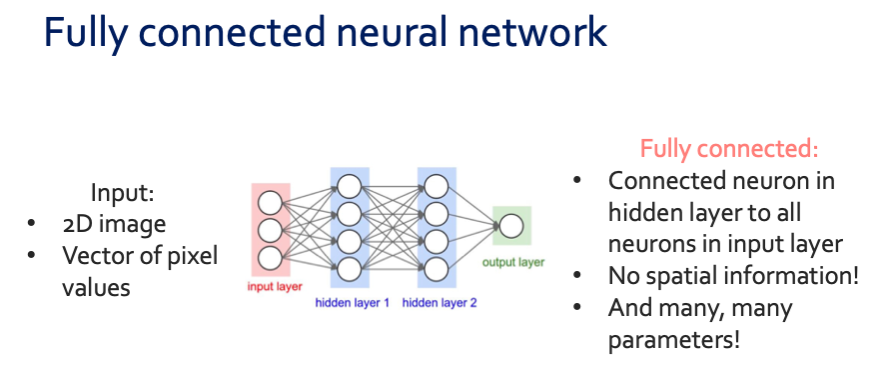 Fully connected neural network
Input:
• 2D image
• Vector of pixel
values
input layer
hidden layer 1
hidden layer 2
output layer
Fully connected:
• Connected neuron in
hidden layer to all
neurons in input layer
• No spatial information!
• And many, many
parameters!